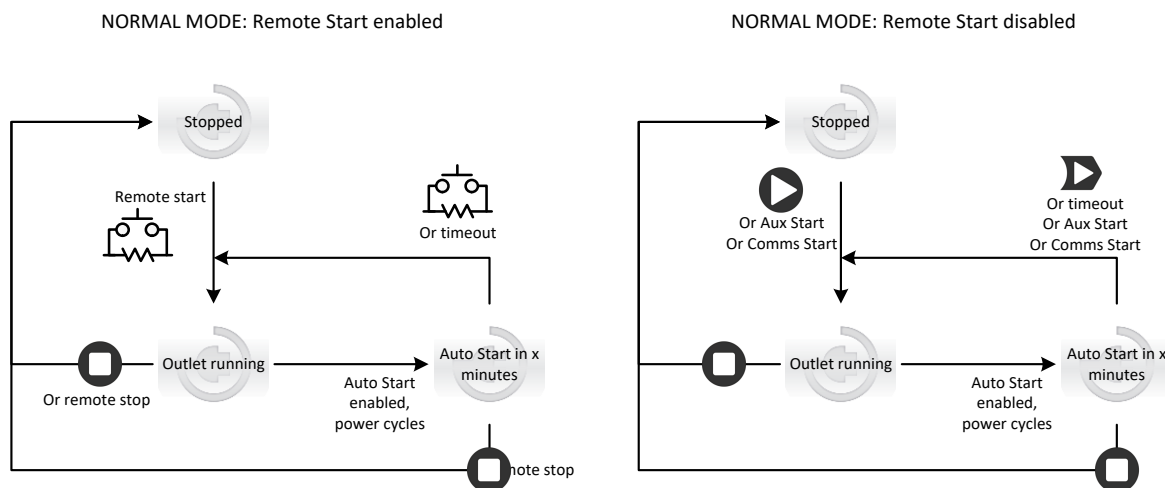 NORMAL MODE: Remote Start enabled
Stopped
Remote start
Or timeout
Outlet running
Auto Start in x
minutes
Or remote stop
Auto Start
enabled,
power cycles
stop
NORMAL MODE: Remote Start disabled
Stopped
Or Aux Start
Or Comms Start
Or timeout
Or Aux Start
Or Comms Start
Outlet running
Auto Start in x
minutes
Auto Start
enabled,
power cycles